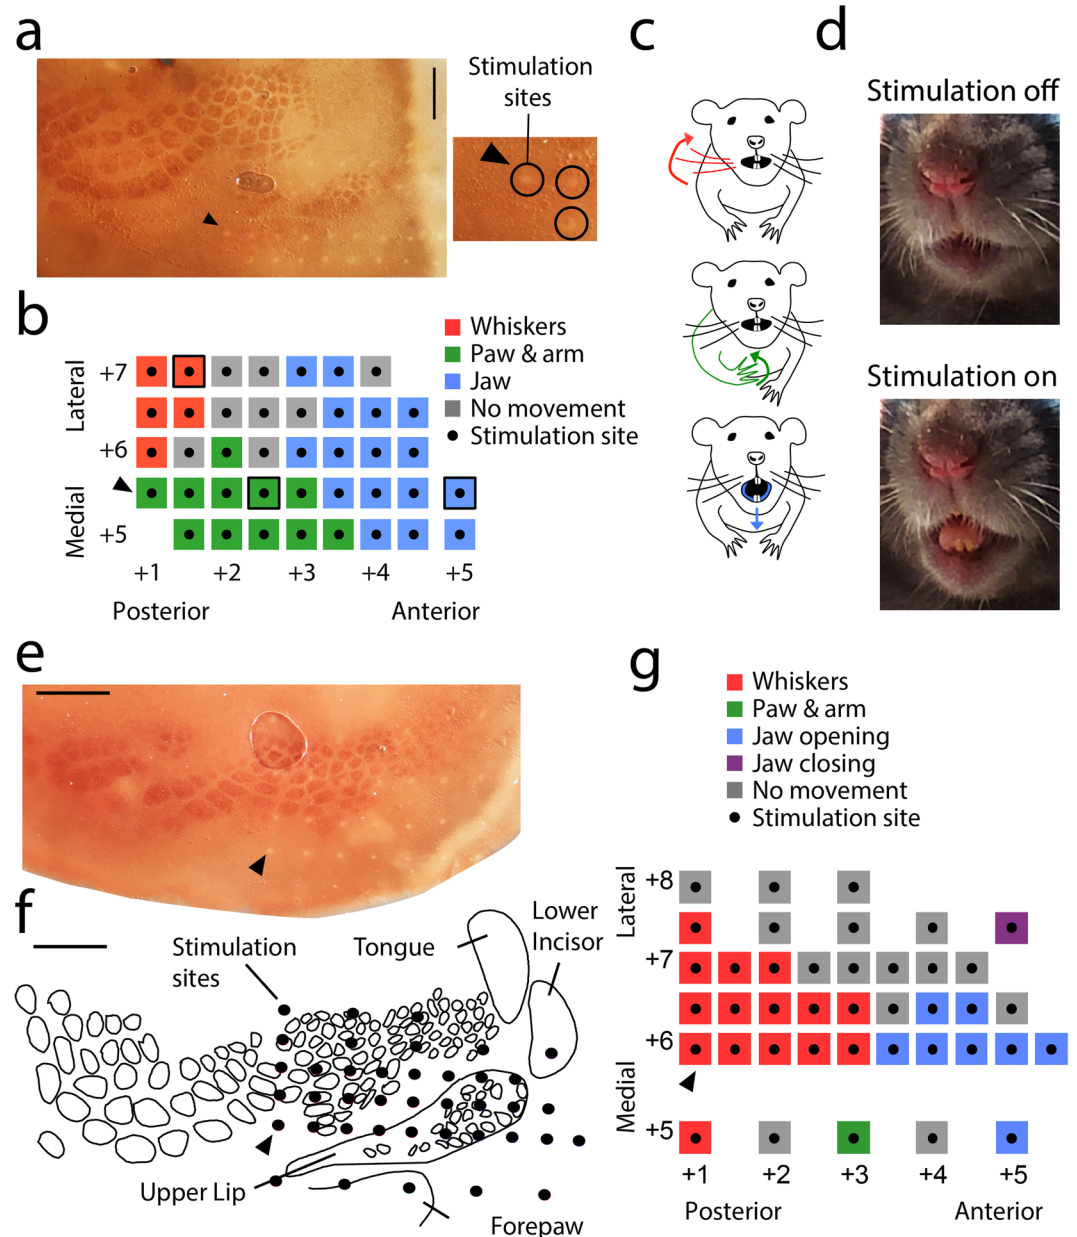 a
Stimulation
sites
b
Whiskers
Paw & arm
Jaw
No movement
Stimulation site
Lateral
Medial
+7
+6
+5
+1
+2
+3
+4
+5
Posterior
Anterior
c
d
Stimulation off
Stimulation on
e
f
Stimulation
sites
Tongue
Lower
Incisor
Upper Lip
Forepaw
g
Whiskers
Paw & arm
Jaw opening
Jaw closing
No movement
Stimulation site
Lateral
Medial
+8
+7
+6
+5
+1
+2
+3
+4
+5
Posterior
Anterior